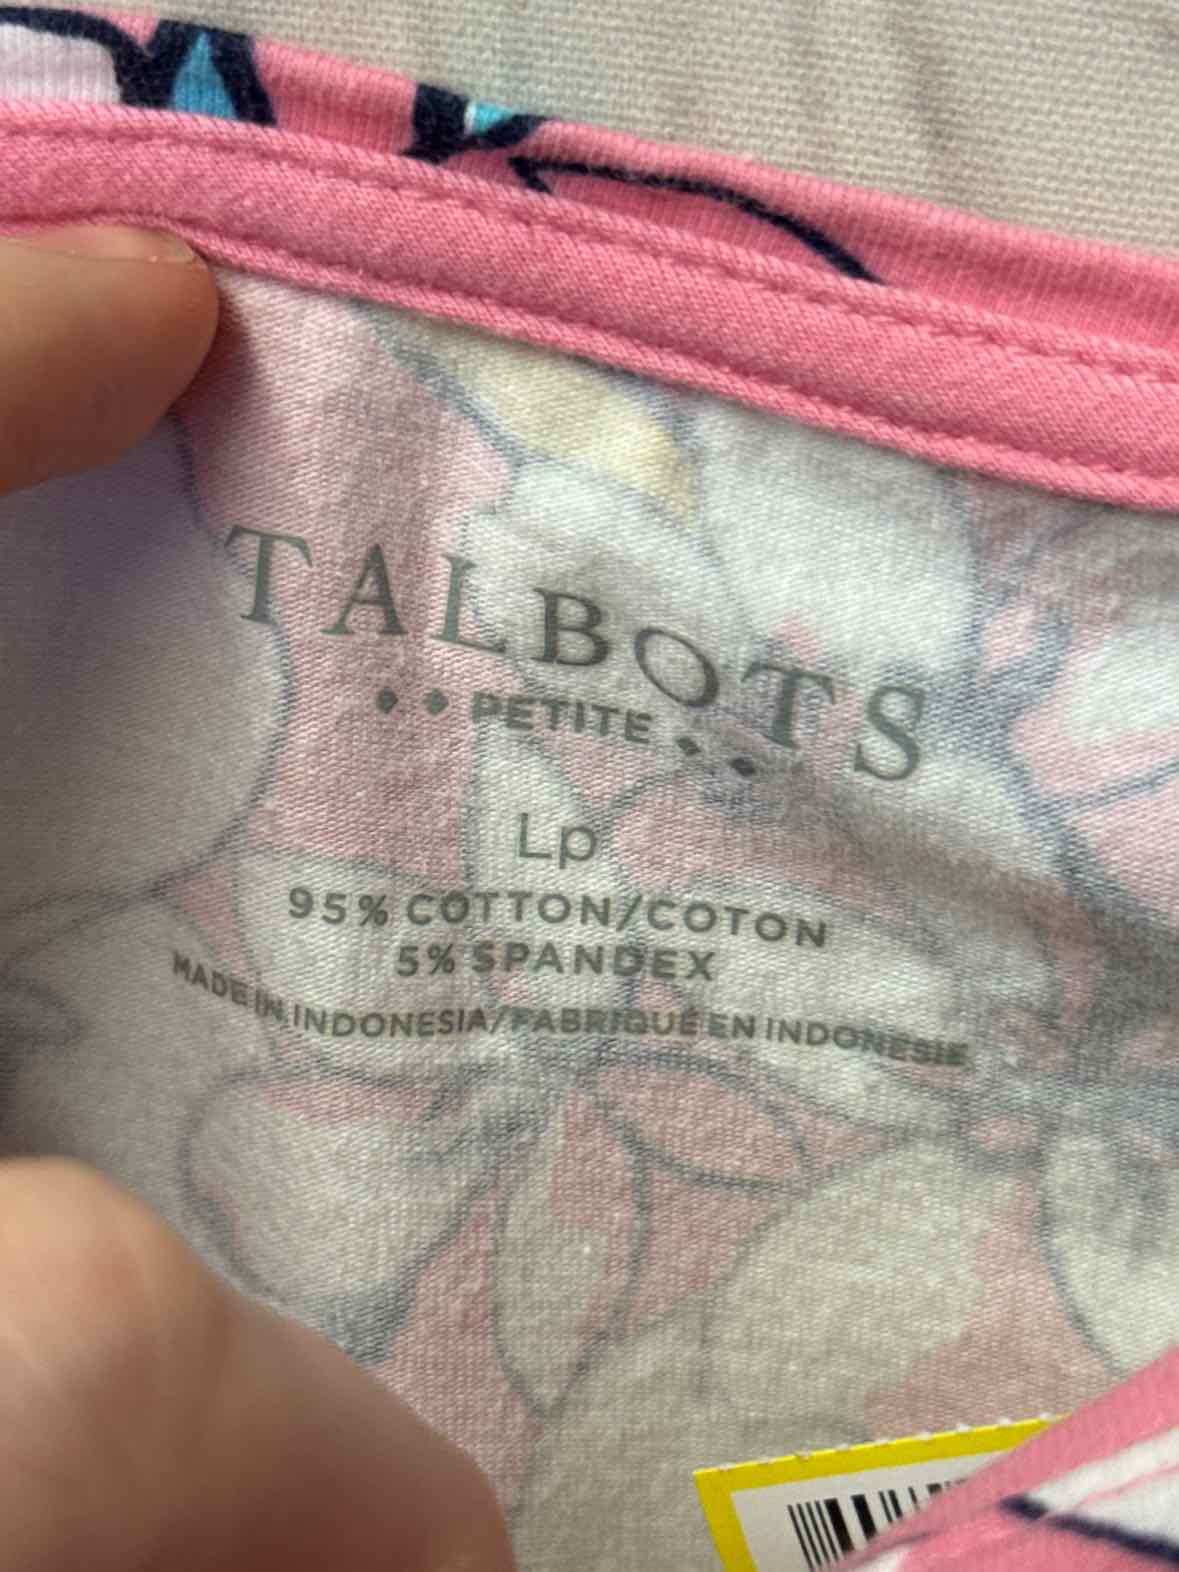 TALBOTS
PETITE
Lp
95% COTTON/COTON
5% SPANDEX
MADE IN INDONESIA/FABRIQUÉ EN INDONESIE